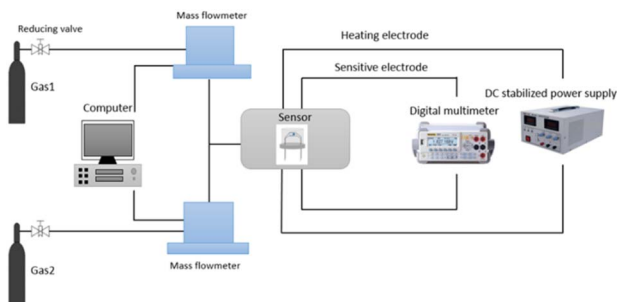 Reducing valve
Mass flowmeter
Gas1
Heating electrode
Sensitive electrode
DC stabilized power supply
Computer
Sensor
Digital multimeter
Gas2
Mass flowmeter